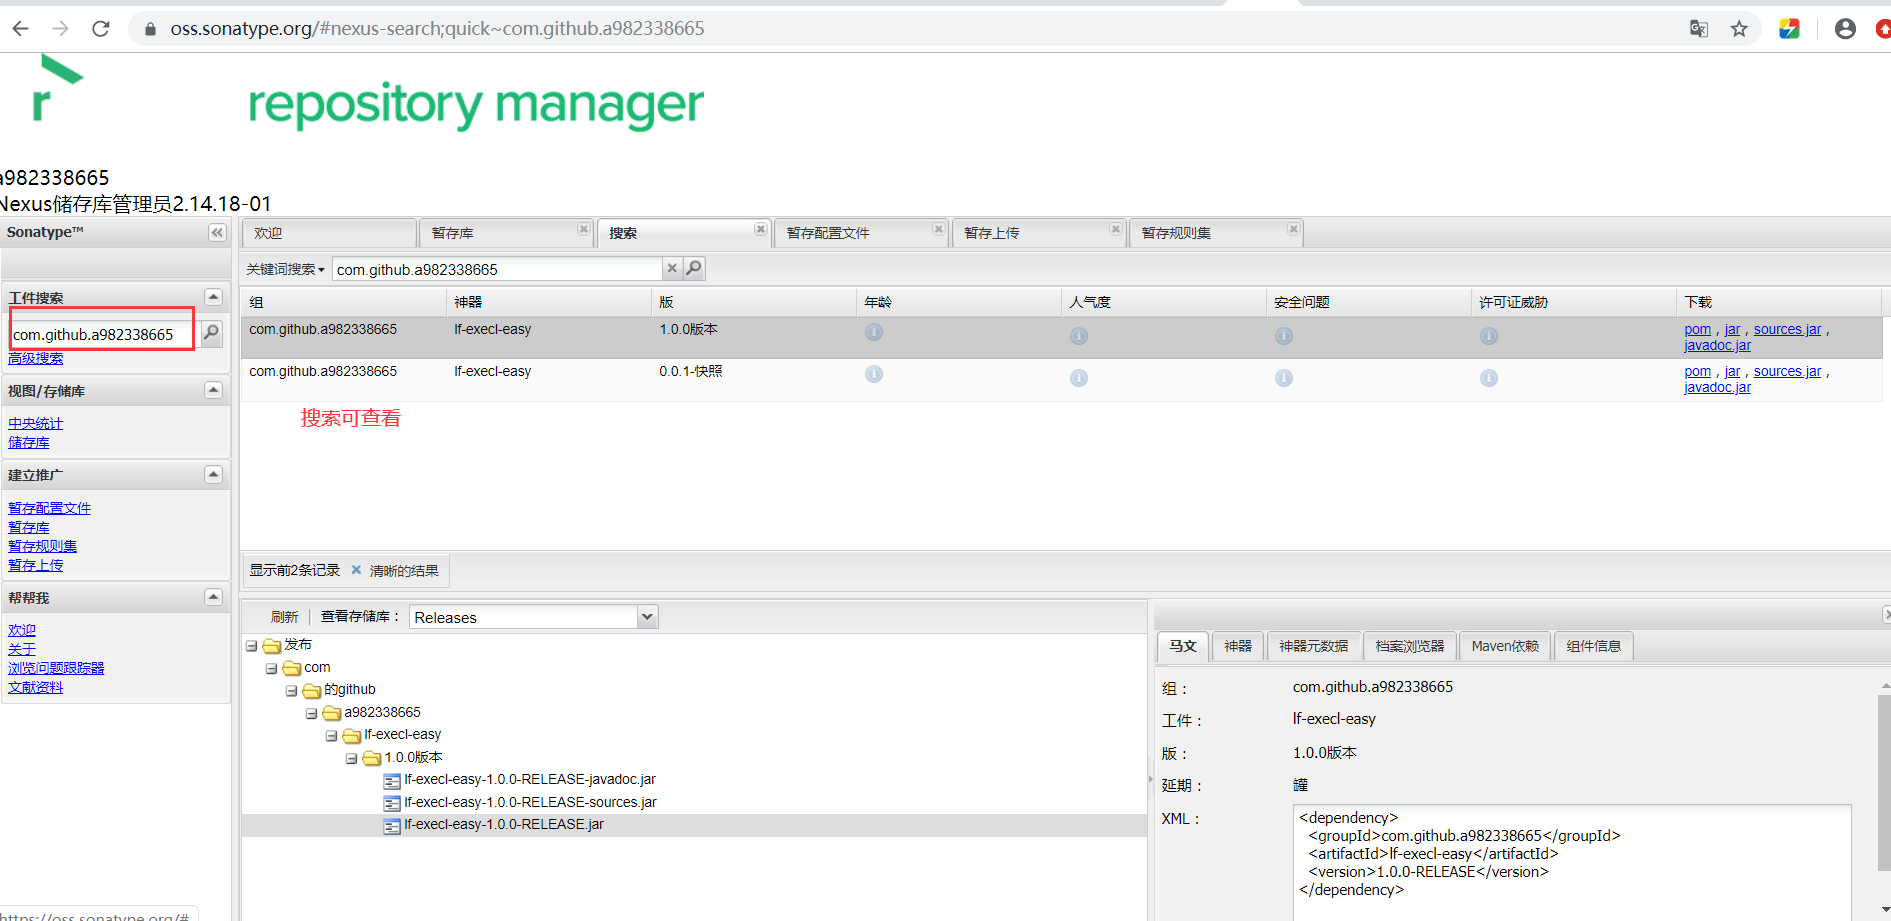 oss.sonatype.org/#nexus-search;quick~com.github.a982338665
repository manager
a982338665
Nexus储存库管理员2.14.18-01
Sonatype™
欢迎
暂存库
搜索
暂存配置文件
暂存上传
暂存规则集
关键词搜索
com.github.a982338665
工件搜索
com.github.a982338665
高级搜索
视图/存储库
中央统计
储存库
建立推广
暂存配置文件
暂存库
暂存规则集
暂存上传
帮帮我
欢迎
关于
浏览问题跟踪器
文献资料
组 神器 版 年龄 人气度 安全问题 许可证威胁 下载
com.github.a982338665 lf-execl-easy 1.0.0版本 pom , jar , sources.jar ,
javadoc.jar
com.github.a982338665 lf-execl-easy 0.0.1-快照 pom , jar , sources.jar ,
javadoc.jar
搜索可查看
显示前2条记录 清晰的结果
刷新 查看存储库： Releases
发布
com
的github
a982338665
lf-execl-easy
1.0.0版本
lf-execl-easy-1.0.0-RELEASE-javadoc.jar
lf-execl-easy-1.0.0-RELEASE-sources.jar
lf-execl-easy-1.0.0-RELEASE.jar
马文 神器 神器元数据 档案浏览器 Maven依赖 组件信息
组： com.github.a982338665
工件： lf-execl-easy
版： 1.0.0版本
延期： 罐
XML：
<dependency>
<groupId>com.github.a982338665</groupId>
<artifactId>lf-execl-easy</artifactId>
<version>1.0.0-RELEASE</version>
</dependency>
https://oss.sonatype.org/#